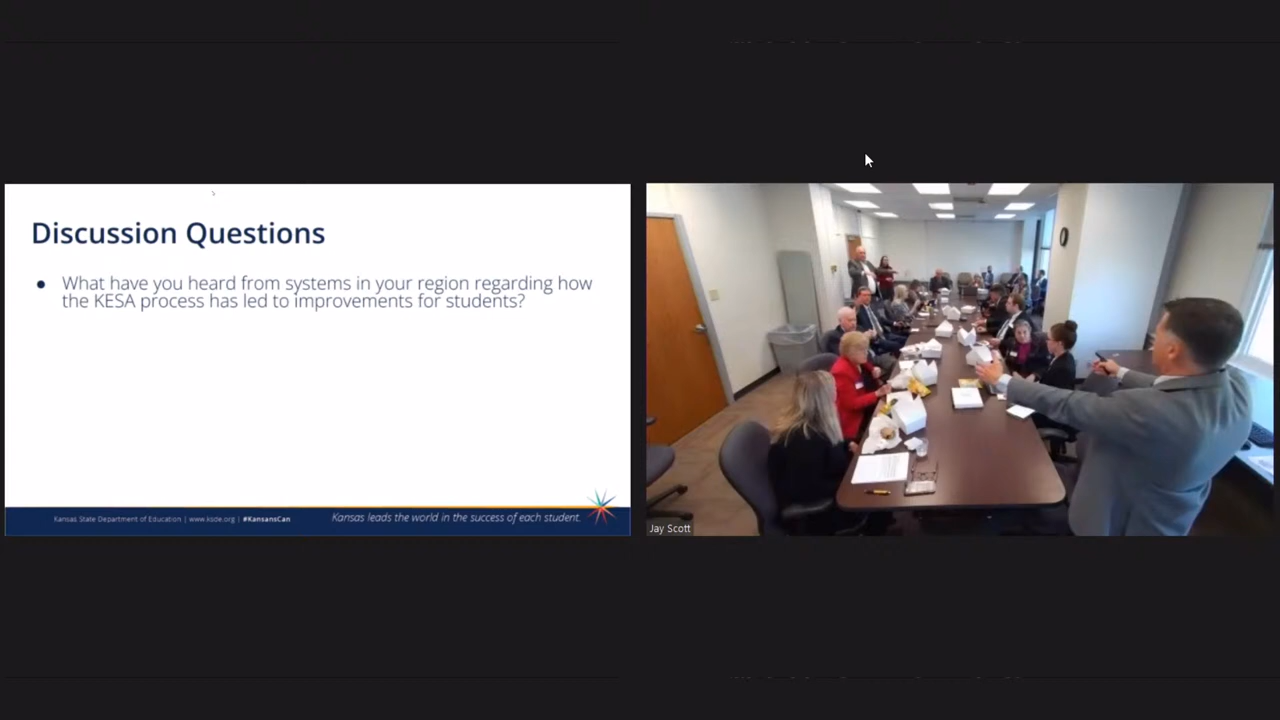 Discussion Questions
• What have you heard from systems in your region regarding how
the KESA process has led to improvements for students?
Kansas State Department of Education | www.ksde.org | #KansansCan
Kansas leads the world in the success of each student.
Jay Scott